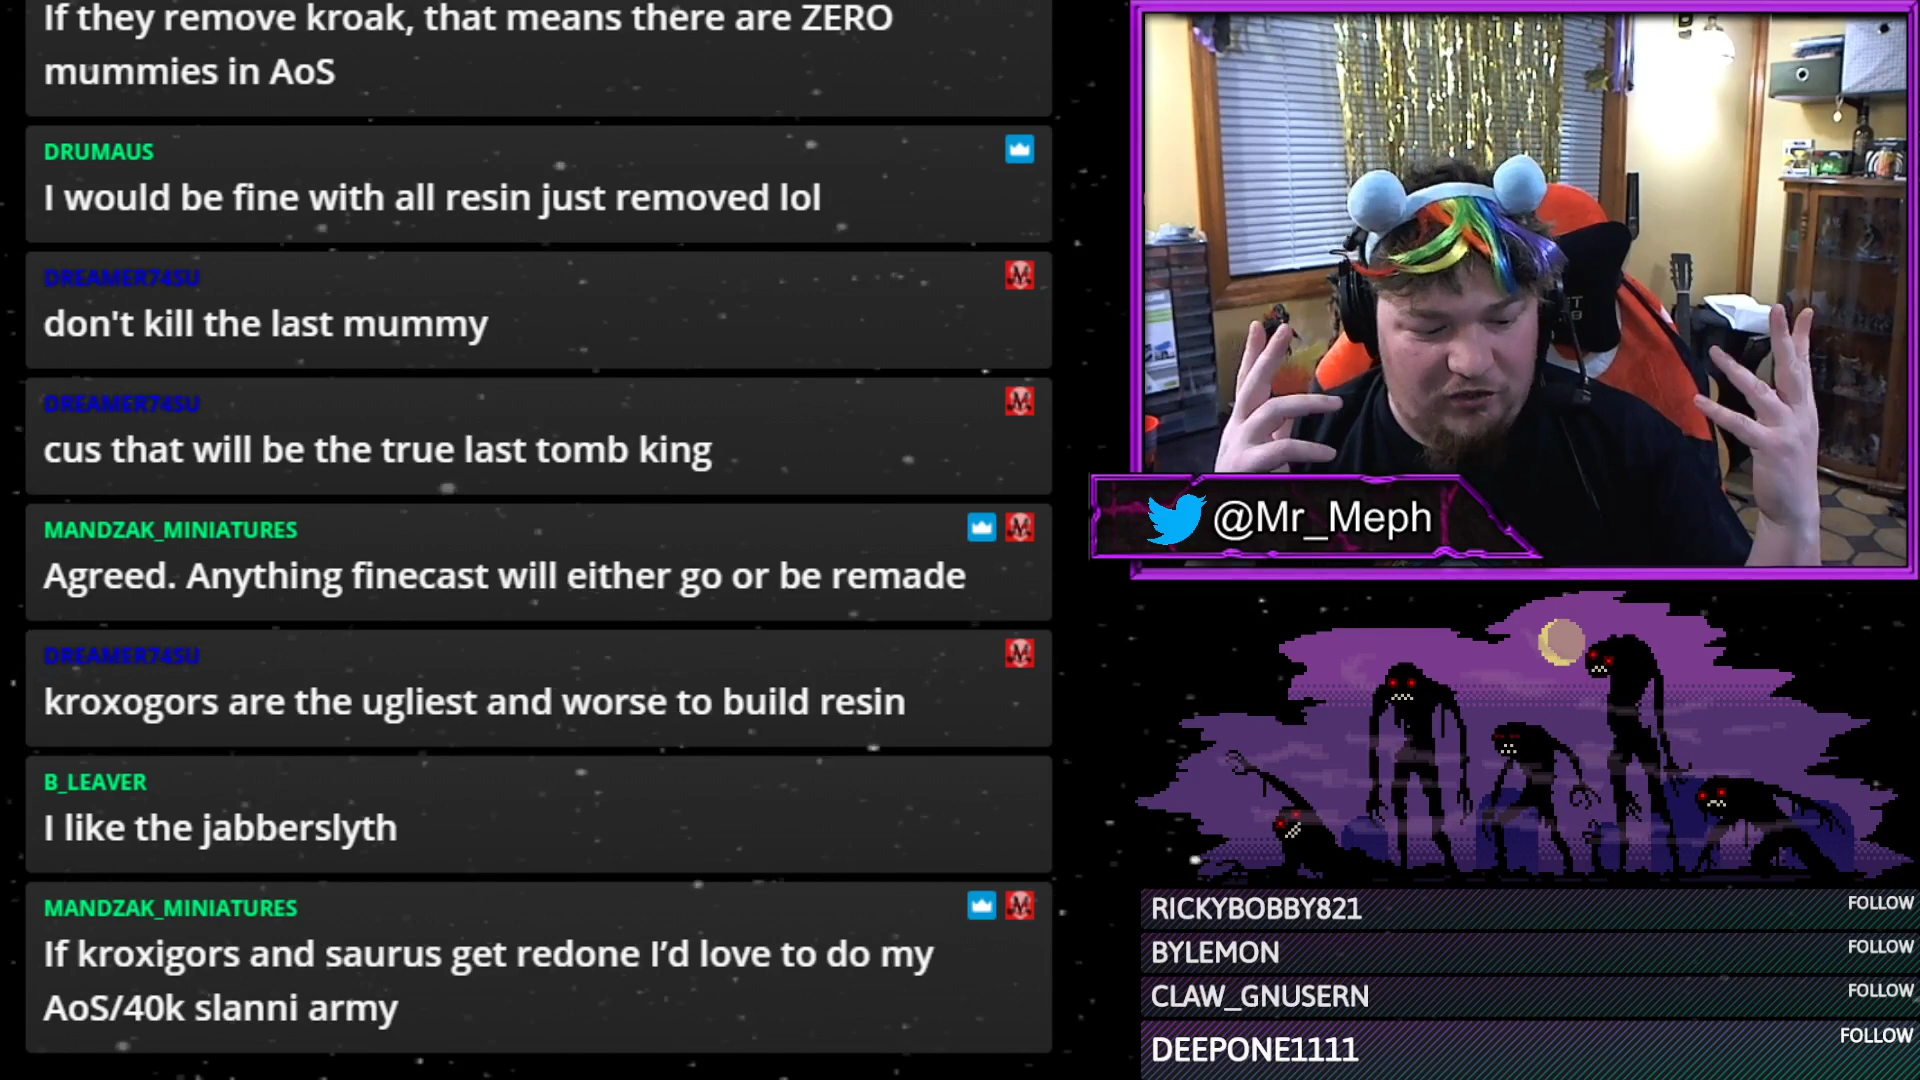 If they remove kroak, that means there are ZERO
mummies in AoS
DRUMAUS
I would be fine with all resin just removed lol
DREAMER74SU
don't kill the last mummy
DREAMER74SU
cus that will be the true last tomb king
MANDZAK_MINIATURES
Agreed. Anything finecast will either go or be remade
DREAMER74SU
kroxogors are the ugliest and worse to build resin
B_LEAVER
I like the jabberslyth
MANDZAK_MINIATURES
If kroxigors and saurus get redone I’d love to do my
AoS/40k slanni army
@Mr_Meph
RICKYBOBBY821 FOLLOW
BYLEMON FOLLOW
CLAW_GNUSERN FOLLOW
DEEPONE1111 FOLLOW